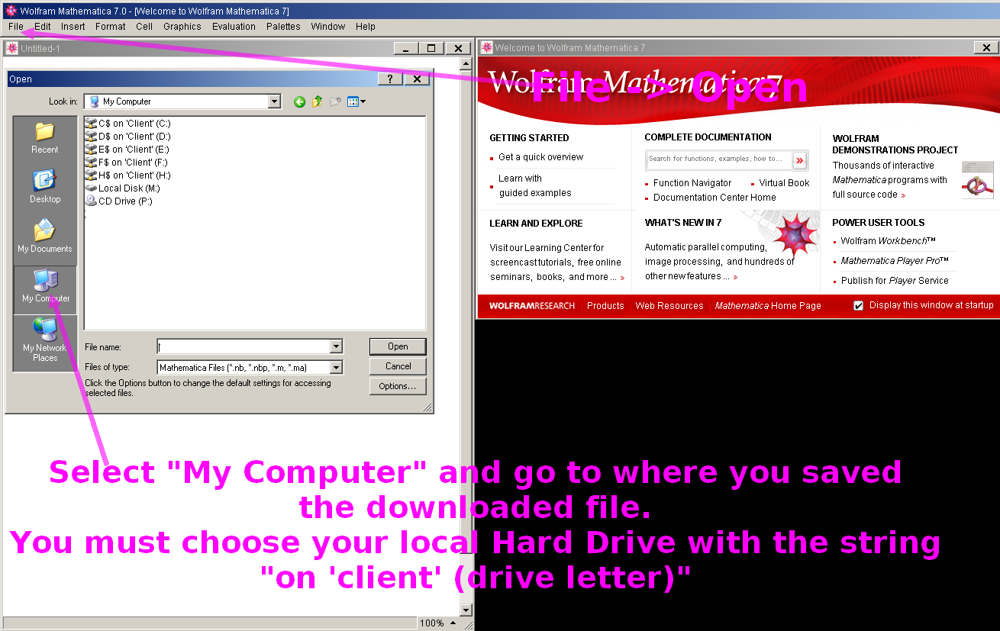 Wolfram Mathematica 7.0 - [Welcome to Wolfram Mathematica 7]
File Edit Insert Format Cell Graphics Evaluation Palettes Window Help
Untitled-1
Open
Look in: My Computer
Recent
Desktop
My Documents
My Computer
My Network
Places
C$ on 'Client' (C:)
D$ on 'Client' (D:)
E$ on 'Client' (E:)
F$ on 'Client' (F:)
H$ on 'Client' (H:)
Local Disk (M:)
CD Drive (P:)
File name: Open
Files of type: Mathematica Files (*.nb, *.nbp, *.m, *.ma) Cancel
Click the Options button to change the default settings for accessing
selected files.
Options...
Welcome to Wolfram Mathematica 7
Wolfram Mathematica 7
File -> Open
GETTING STARTED
Get a quick overview
Learn with
guided examples
COMPLETE DOCUMENTATION
Search for functions, examples, how to... »
Function Navigator Virtual Book
Documentation Center Home
WOLFRAM
DEMONSTRATIONS PROJECT
Thousands of interactive
Mathematica programs with
full source code »
LEARN AND EXPLORE
Visit our Learning Center for
screencast tutorials, free online
seminars, books, and more ... »
WHAT'S NEW IN 7
Automatic parallel computing,
image processing, and hundreds of
other new features ... »
POWER USER TOOLS
Wolfram Workbench™
Mathematica Player Pro™
Publish for Player Service
WOLFRAMRESEARCH Products Web Resources Mathematica Home Page Display this window at startup
Select "My Computer" and go to where you saved
the downloaded file.
You must choose your local Hard Drive with the string
"on 'client' (drive letter)"
100%